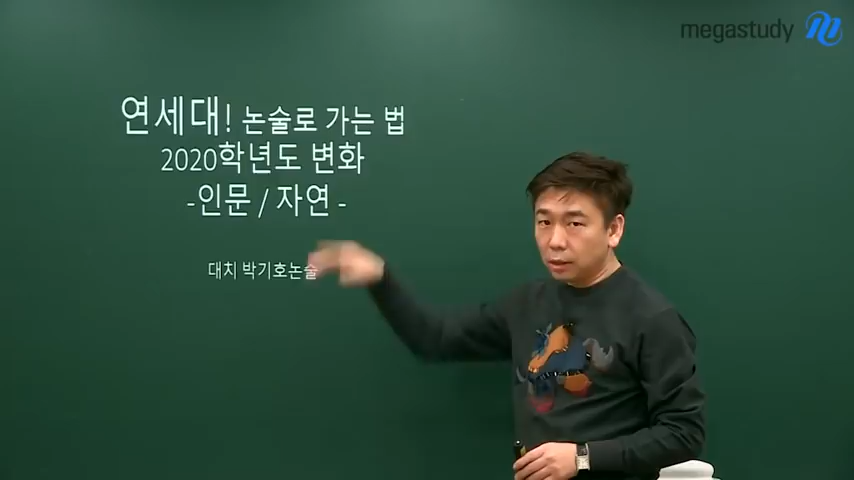 megastudy
연세대! 논술로 가는 법
2020학년도 변화
-인문 / 자연 -
대치 박기호논술